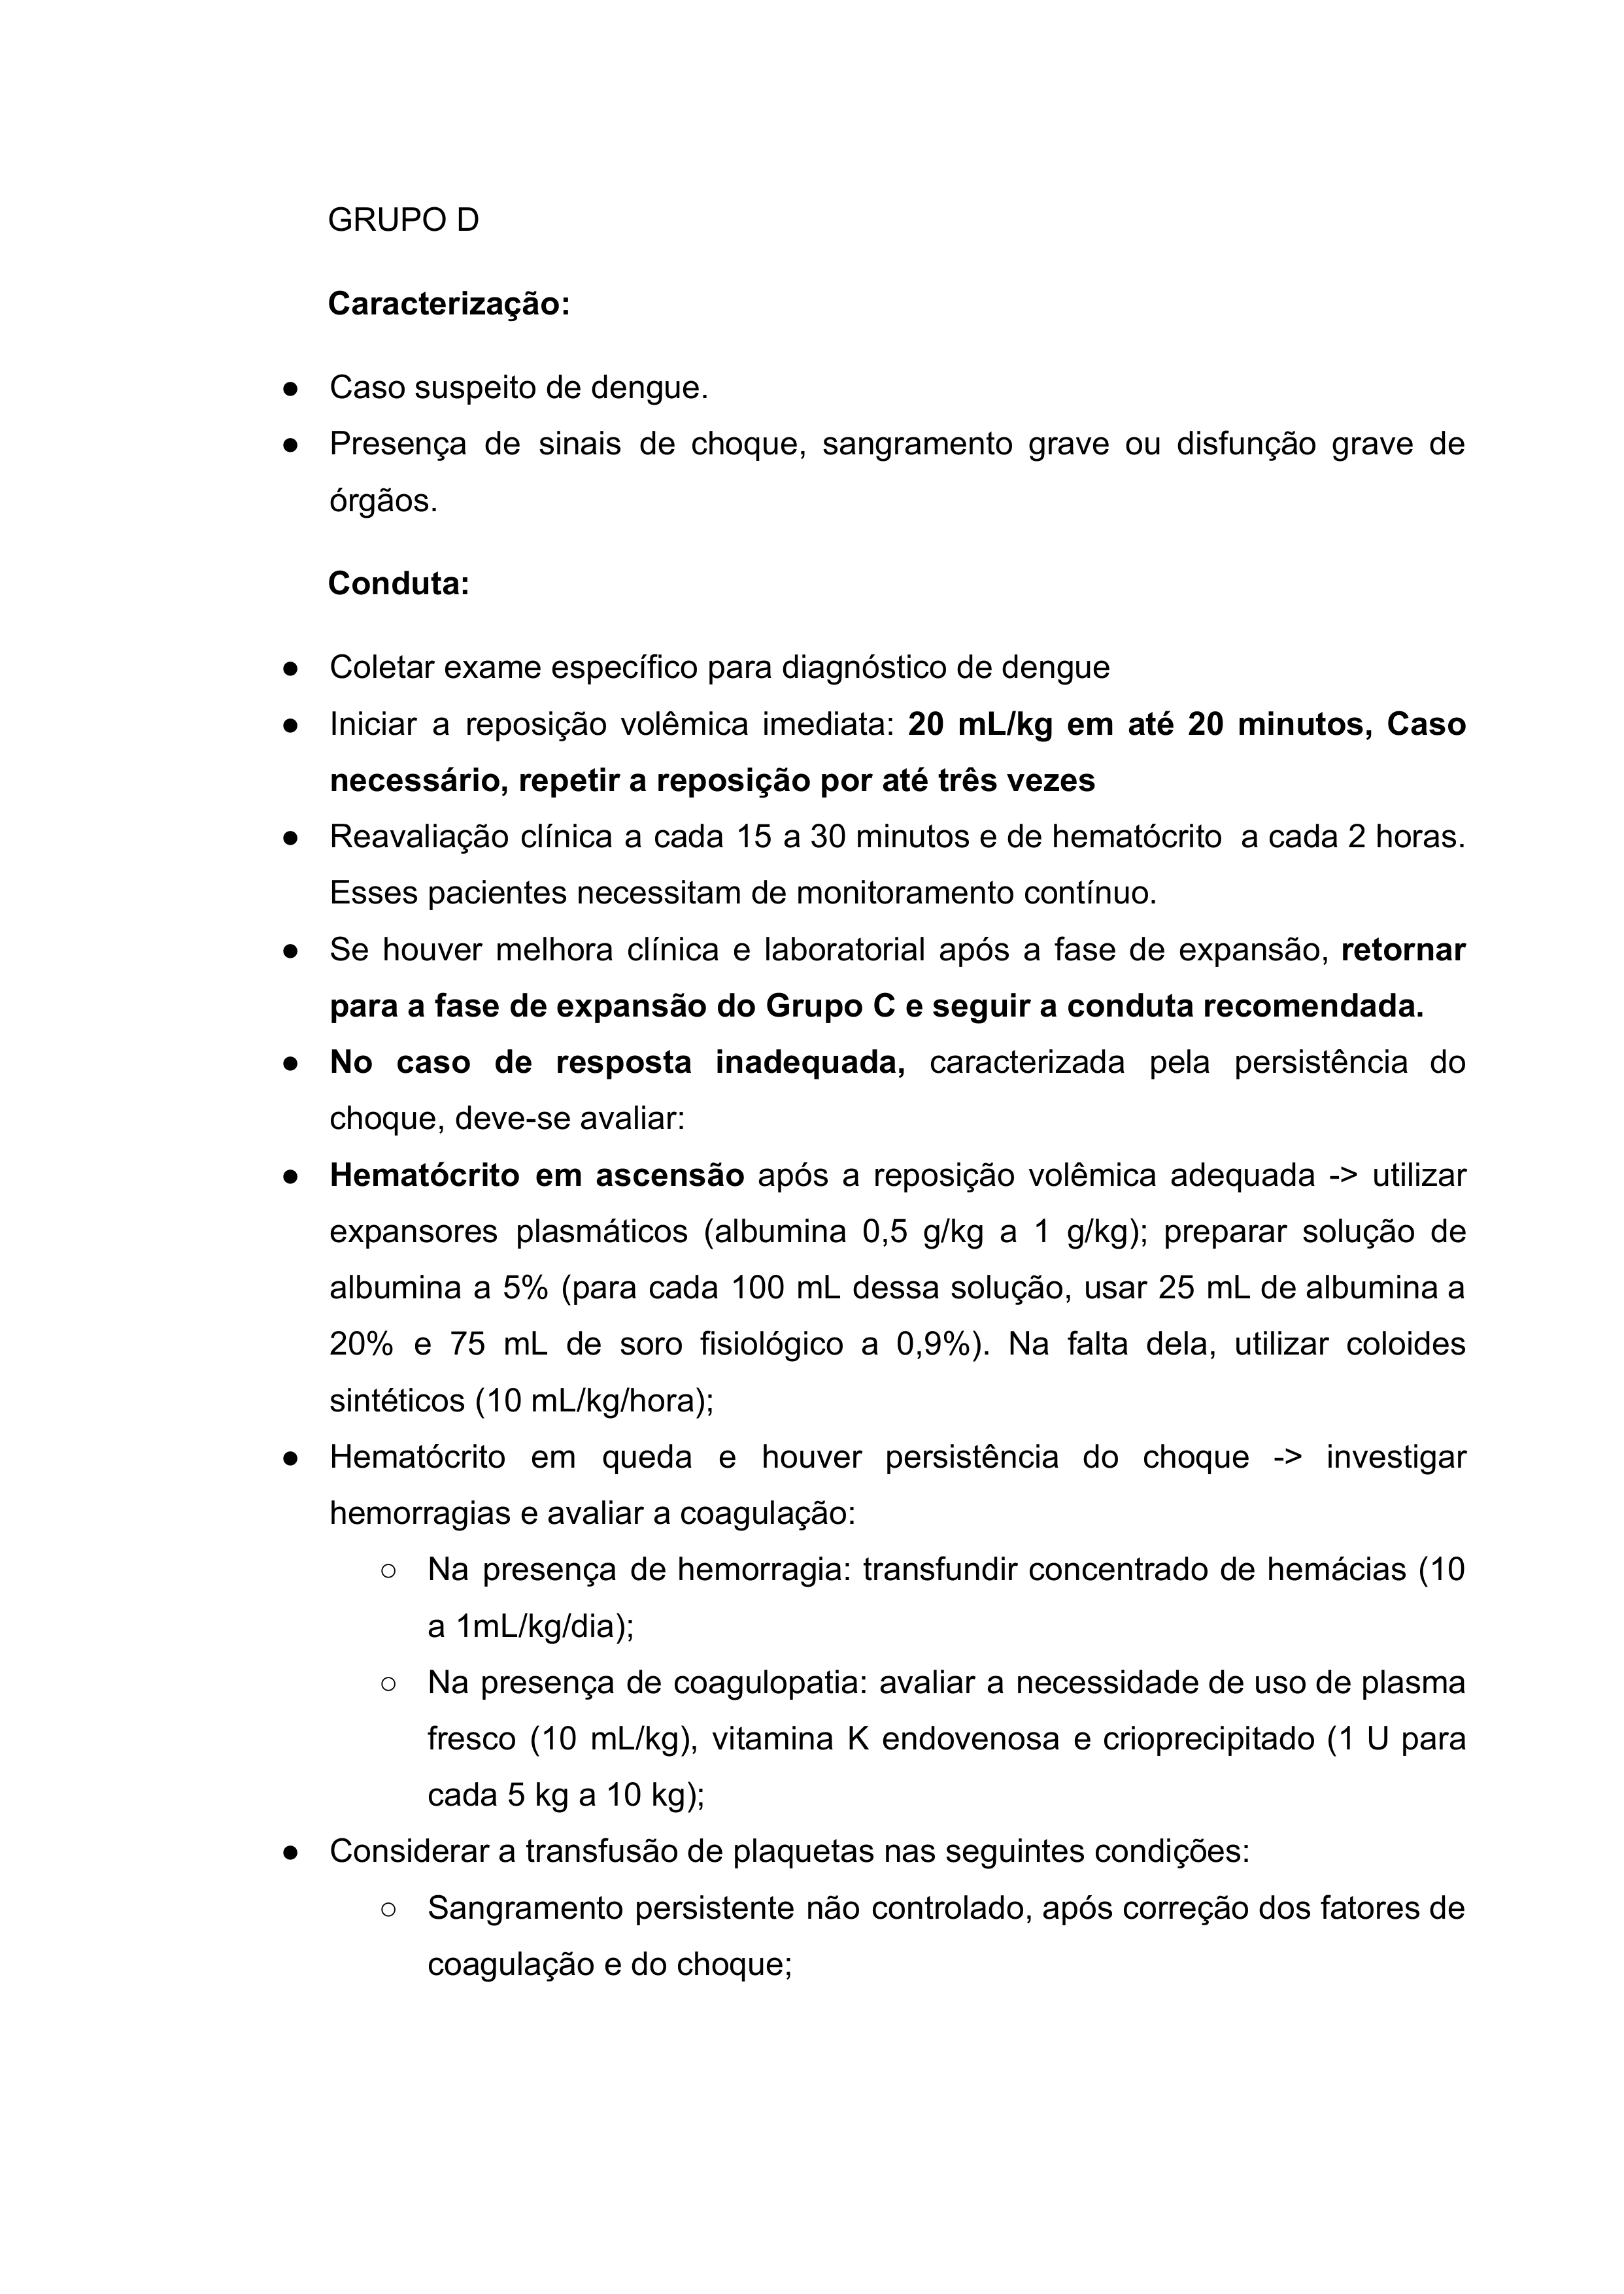 GRUPO D
Caracterização:
● Caso suspeito de dengue.
● Presença de sinais de choque, sangramento grave ou disfunção grave de
órgãos.
Conduta:
● Coletar exame específico para diagnóstico de dengue
● Iniciar a reposição volêmica imediata: 20 mL/kg em até 20 minutos, Caso
necessário, repetir a reposição por até três vezes
● Reavaliação clínica a cada 15 a 30 minutos e de hematócrito  a cada 2 horas.
Esses pacientes necessitam de monitoramento contínuo.
● Se houver melhora clínica e laboratorial após a fase de expansão, retornar
para a fase de expansão do Grupo C e seguir a conduta recomendada.
● No caso de resposta inadequada, caracterizada pela persistência do
choque, deve-se avaliar:
● Hematócrito em ascensão após a reposição volêmica adequada -> utilizar
expansores plasmáticos (albumina 0,5 g/kg a 1 g/kg); preparar solução de
albumina a 5% (para cada 100 mL dessa solução, usar 25 mL de albumina a
20% e 75 mL de soro fisiológico a 0,9%). Na falta dela, utilizar coloides
sintéticos (10 mL/kg/hora);
● Hematócrito em queda e houver persistência do choque -> investigar
hemorragias e avaliar a coagulação:
○ Na presença de hemorragia: transfundir concentrado de hemácias (10
a 1mL/kg/dia);
○ Na presença de coagulopatia: avaliar a necessidade de uso de plasma
fresco (10 mL/kg), vitamina K endovenosa e crioprecipitado (1 U para
cada 5 kg a 10 kg);
● Considerar a transfusão de plaquetas nas seguintes condições:
○ Sangramento persistente não controlado, após correção dos fatores de
coagulação e do choque;